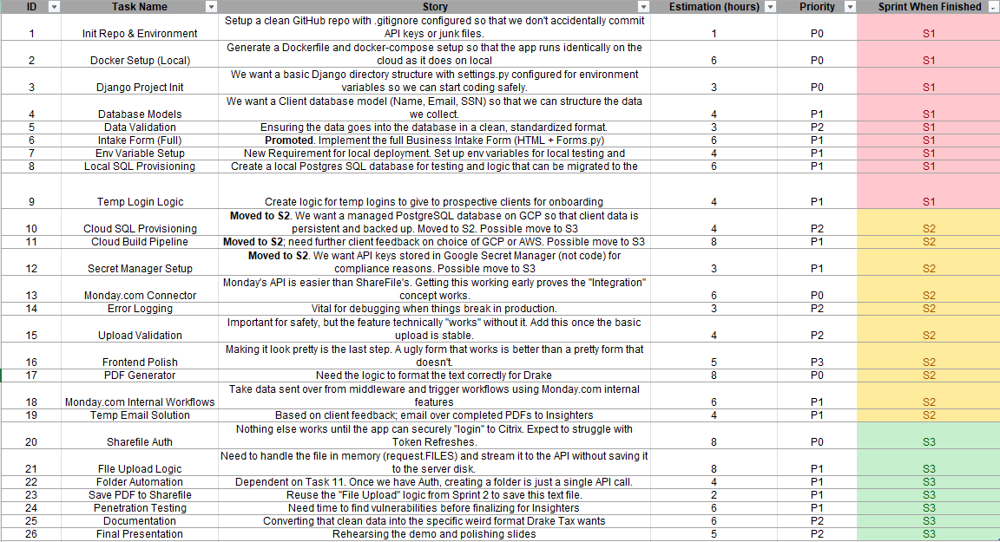 ID Task Name Story Estimation (hours) Priority Sprint When Finished
Setup a clean GitHub repo with .gitignore configured so that we don't accidentally commit
1 Init Repo & Environment API keys or junk files. 1 P0 S1
Generate a Dockerfile and docker-compose setup so that the app runs identically on the
2 Docker Setup (Local) cloud as it does on local 6 P0 S1
We want a basic Django directory structure with settings.py configured for environment
3 Django Project Init variables so we can start coding safely. 3 P0 S1
We want a Client database model (Name, Email, SSN) so that we can structure the data
4 Database Models we collect. 4 P1 S1
5 Data Validation Ensuring the data goes into the database in a clean, standardized format. 3 P2 S1
6 Intake Form (Full) Promoted. Implement the full Business Intake Form (HTML + Forms.py) 6 P1 S1
7 Env Variable Setup New Requirement for local deployment. Set up env variables for local testing and 4 P1 S1
8 Local SQL Provisioning Create a local Postgres SQL database for testing and logic that can be migrated to the 6 P1 S1
9 Temp Login Logic Create logic for temp logins to give to prospective clients for onboarding 4 P1 S1
Moved to S2. We want a managed PostgreSQL database on GCP so that client data is
10 Cloud SQL Provisioning persistent and backed up. Moved to S2. Possible move to S3 4 P2 S2
11 Cloud Build Pipeline Moved to S2; need further client feedback on choice of GCP or AWS. Possible move to S3 8 P1 S2
Moved to S2. We want API keys stored in Google Secret Manager (not code) for
12 Secret Manager Setup compliance reasons. Possible move to S3 3 P1 S2
Monday's API is easier than ShareFile's. Getting this working early proves the "Integration"
13 Monday.com Connector concept works. 6 P0 S2
14 Error Logging Vital for debugging when things break in production. 3 P2 S2
Important for safety, but the feature technically "works" without it. Add this once the basic
15 Upload Validation upload is stable. 4 P2 S2
Making it look pretty is the last step. A ugly form that works is better than a pretty form that
16 Frontend Polish doesn't. 5 P3 S2
17 PDF Generator Need the logic to format the text correctly for Drake 8 P0 S2
Take data sent over from middleware and trigger workflows using Monday.com internal
18 Monday.com Internal Workflows features 6 P1 S2
19 Temp Email Solution Based on client feedback; email over completed PDFs to Insighters 4 P1 S2
Nothing else works until the app can securely "login" to Citrix. Expect to struggle with
20 Sharefile Auth Token Refreshes. 8 P0 S3
Need to handle the file in memory (request.FILES) and stream it to the API without saving it
21 FIle Upload Logic to the server disk. 8 P1 S3
22 Folder Automation Dependent on Task 11. Once we have Auth, creating a folder is just a single API call. 4 P1 S3
23 Save PDF to Sharefile Reuse the "File Upload" logic from Sprint 2 to save this text file. 2 P1 S3
24 Penetration Testing Need time to find vulnerabilities before finalizing for Insighters 6 P1 S3
25 Documentation Converting that clean data into the specific weird format Drake Tax wants 6 P2 S3
26 Final Presentation Rehearsing the demo and polishing slides 5 P2 S3